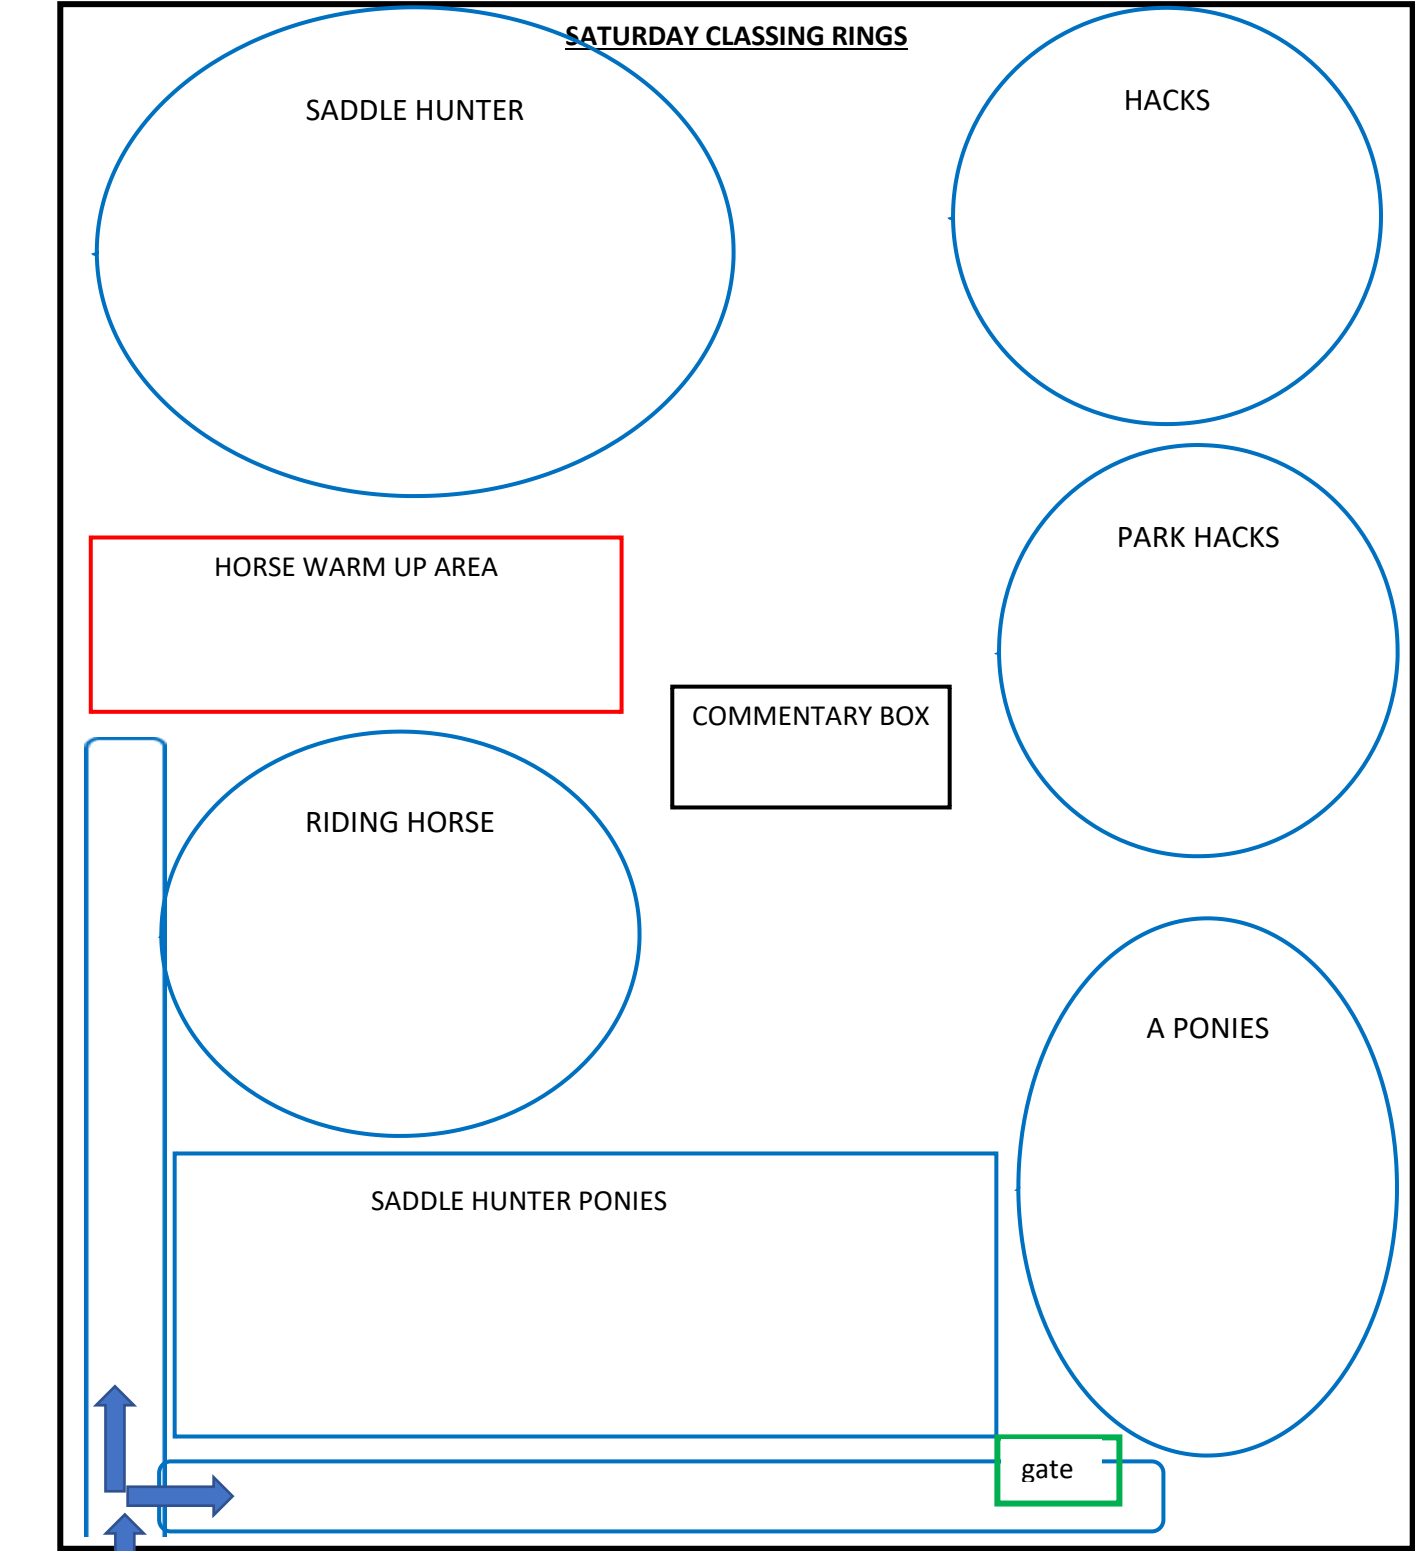 SATURDAY CLASSING RINGS
SADDLE HUNTER
HACKS
PARK HACKS
HORSE WARM UP AREA
COMMENTARY BOX
RIDING HORSE
A PONIES
SADDLE HUNTER PONIES
gate